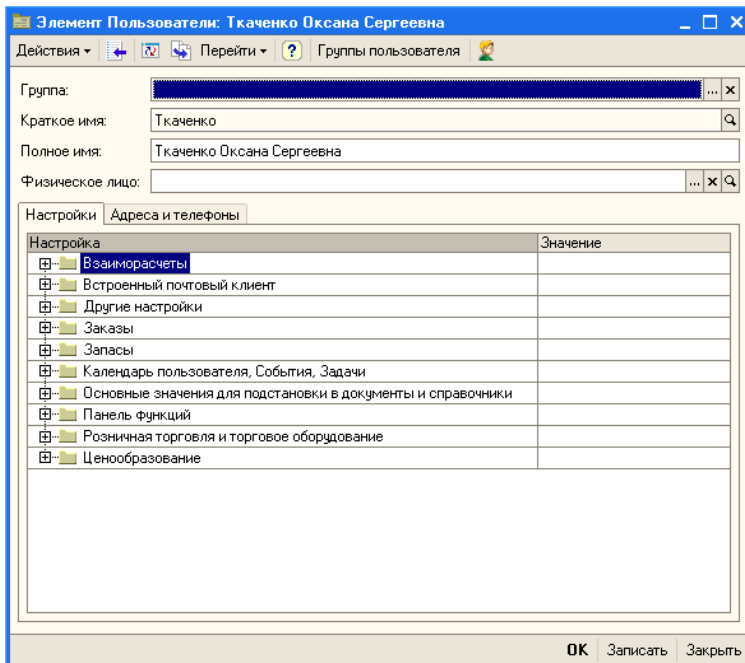 Элемент Пользователи: Ткаченко Оксана Сергеевна
Действия Перейти ? Группы пользователя
Группа: ...
Краткое имя: Ткаченко
Полное имя: Ткаченко Оксана Сергеевна
Физическое лицо: ...
Настройки Адреса и телефоны
Настройка Значение
Взаиморасчеты
Встроенный почтовый клиент
Другие настройки
Заказы
Запасы
Календарь пользователя, События, Задачи
Основные значения для подстановки в документы и справочники
Панель функций
Розничная торговля и торговое оборудование
Ценообразование
OK Записать Закрыть